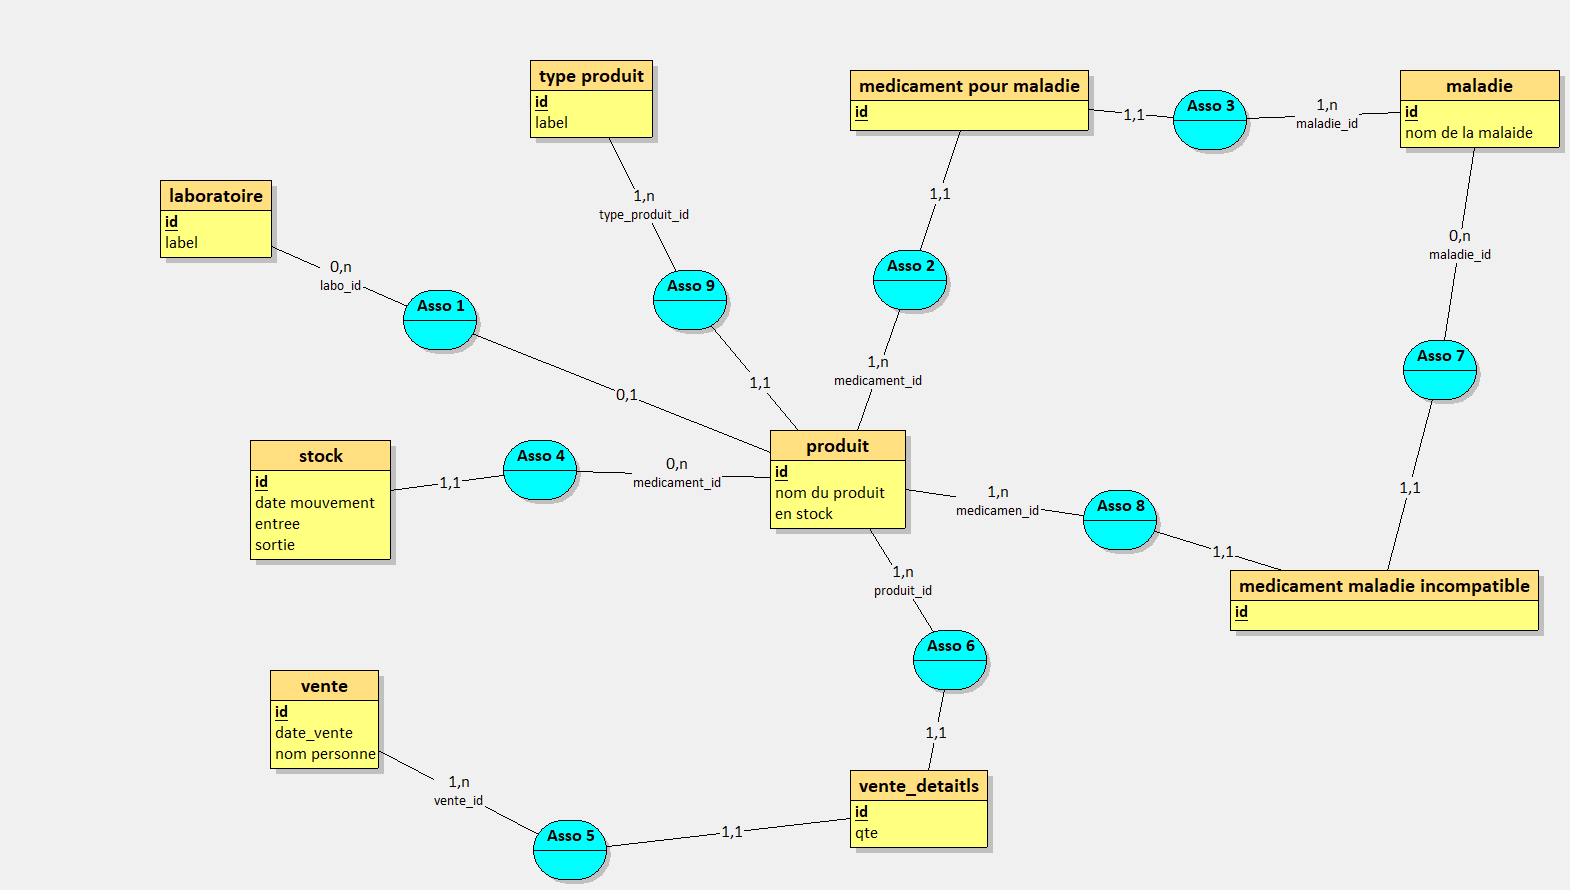 type produit
id
label
medicament pour maladie
id
Asso 3
1,1
1,n
maladie_id
maladie
id
nom de la malaide
laboratoire
id
label
1,n
type_produit_id
1,1
0,n
maladie_id
0,n
labo_id
Asso 1
Asso 9
Asso 2
1,n
medicament_id
Asso 7
0,1
1,1
stock
id
date mouvement
entree
sortie
1,1
Asso 4
0,n
medicament_id
produit
id
nom du produit
en stock
1,n
medicamen_id
Asso 8
1,1
1,1
medicament maladie incompatible
id
1,n
produit_id
Asso 6
1,1
vente
id
date_vente
nom personne
1,n
vente_id
Asso 5
1,1
vente_detaitls
id
qte